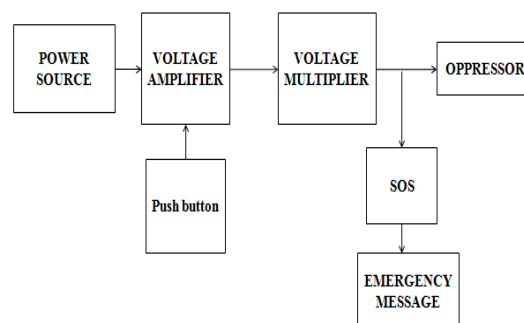 POWER
SOURCE
VOLTAGE
AMPLIFIER
VOLTAGE
MULTIPLIER
OPPRESSOR
Push button
SOS
EMERGENCY
MESSAGE